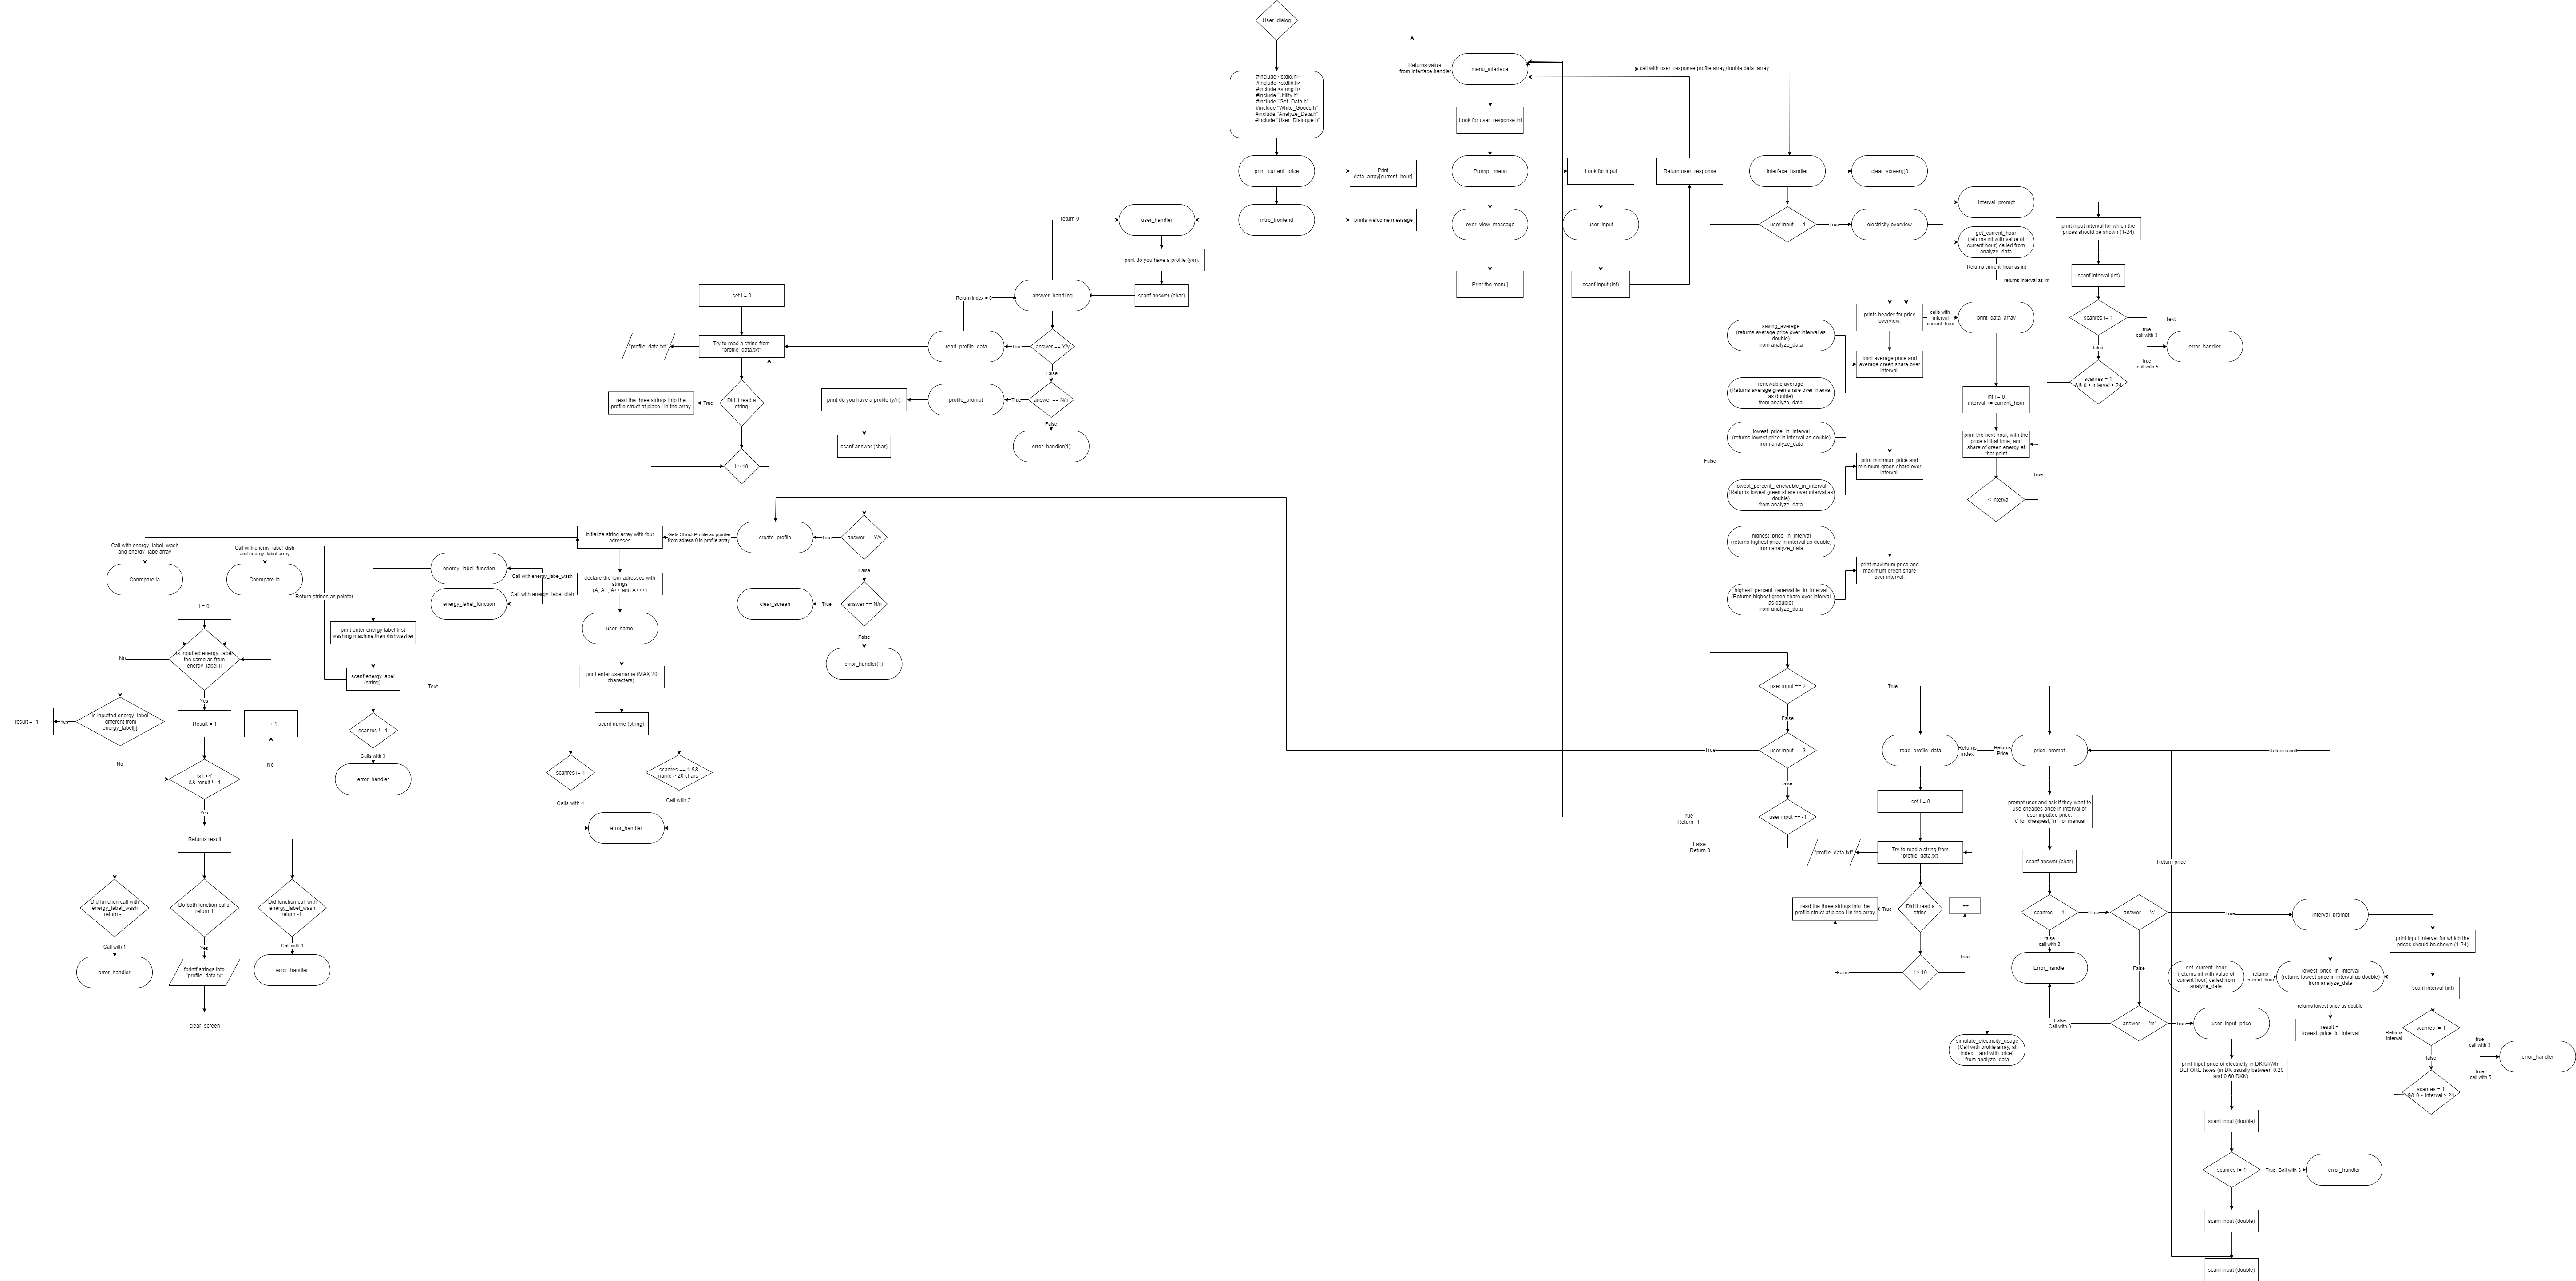 User_dialog
#include <stdio.h>
#include <stdlib.h>
#include <string.h>
#include "Utility.h"
#include "Get_Data.h"
#include "White_Goods.h"
#include "Analyze_Data.h"
#include "User_Dialogue.h"
print_current_price
Print
data_array[current_hour]
intro_frontend
prints welcome message
user_handler
return 0
print do you have a profile (y/n).
scanf answer (char)
answer_handling
Return index = 0
answer == Y/y
True
read_profile_data
False
answer == N/n
True
profile_prompt
False
error_handler(1)
set i = 0
Try to read a string from
"profile_data.txt"
"profile_data.txt"
Did it read a
string
True
read the three strings into the
profile struct at place i in the array
i > 10
print do you have a profile (y/n).
scanf answer (char)
answer == Y/y
True
create_profile
False
answer == N/n
True
clear_screen
False
error_handler(1)
Gets Struct Profile as pointer
from adress 0 in profile array
initialize string array with four
adresses
declare the four adresses with
strings
(A, A+, A++ and A+++)
Call with energy_labe_wash
Call with energy_labe_dish
energy_label_function
energy_label_function
user_name
print enter username (MAX 20
characters).
scanf name (string)
scanres != 1
scanres == 1 &&
name > 20 chars
Calls with 4
Call with 3
error_handler
print enter energy label first
washing machine then dishwasher
scanf energy label
(string)
Text
scanres != 1
Calls with 3
error_handler
Return strings as pointer
Call with energy_label_wash
and energy_labe array
Call with energy_label_dish
and energy_label array
Conmpare la
Conmpare la
i = 0
Is inputted energy_label
the same as from
energy_label[i]
No
Yes
Is inputted energy_label
different from
energy_label[i]
Yes
result = -1
Result = 1
i + 1
No
No
is i =4'
&& result != 1
Yes
Returns result
Did function call with
energy_label_wash
return -1
Do both function calls
return 1
Did function call with
energy_label_wash
return -1
Call with 1
Yes
Call with 1
error_handler
fprintf strings into
"profile_data.txt
error_handler
clear_screen
Returns value
from interface handler
menu_interface
call with user_response,profile array,double data_array
Look for user_response int
Prompt_menu
Look for input
Return user_response
over_view_message
user_input
Print the menu[
scanf input (int)
interface_handler
clear_screen()0
user input == 1
True
electricity overview
Interval_prompt
get_current_hour
(returns int with value of
current hour) called from
analyze_data
Returns current_hour as int
returns interval as int
print input interval for which the
prices should be shown (1-24)
scanf interval (int)
scanres != 1
false
true
call with 3
Text
error_handler
true
call with 5
scanres = 1
&& 0 > interval > 24
prints header for price
overview.
calls with
interval
current_hour
print_data_array
int i = 0
interval += current_hour
print the next hour, with the
price at that time, and
share of green energy at
that point
True
i < interval
saving_average
(returns average price over interval as
double)
from analyze_data
renewable average
(Returns average green share over interval
as double)
from analyze_data
print average price and
average green share over
interval.
lowest_price_in_interval
(returns lowest price in interval as double)
from analyze_data
lowest_percent_renewable_in_interval
(Returns lowest green share over interval as
double)
from analyze_data
print minimum price and
minimum green share over
interval.
highest_price_in_interval
(returns highest price in interval as double)
from analyze_data
highest_percent_renewable_in_interval
(Returns highest green share over interval
as double)
from analyze_data
print maximum price and
maximum green share
over interval.
False
user input == 2
True
False
user input == 3
True
false
user input == -1
True
Return -1
False.
Return 0
read_profile_data
Returns
index
Returns
Price
price_prompt
Return result
set i = 0
Try to read a string from
"profile_data.txt"
"profile_data.txt"
Did it read a
string
True
read the three strings into the
profile struct at place i in the array
i++
True
False
i = 10
simulate_electricity_usage
(Call with profile array, at
index, , and with price)
from analyze_data
prompt user and ask if they want to
use cheapes price in interval or
user inputted price.
'c' for cheapest, 'm' for manual
scanf answer (char)
scanres == 1
tTrue
answer == 'c'
True
false
call with 3
Error_handler
False
answer == 'm'
False
Call with 3
True
user_input_price
print input price of electricity in DKK/kWh -
BEFORE taxes (in DK usually between 0.20
and 0.60 DKK):
scanf input (double)
scanres != 1
True. Call with 3
error_handler
scanf input (double)
scanf input (double)
Return price
Interval_prompt
get_current_hour
(returns int with value of
current hour) called from
analyze_data
returns
current_hour
lowest_price_in_interval
(returns lowest price in interval as double)
from analyze_data
returns lowest price as double
result =
lowest_price_in_interval
print input interval for which the
prices should be shown (1-24)
scanf interval (int)
Returns
interval
scanres != 1
true
call with 3
false
error_handler
true
call with 5
scanres = 1
&& 0 > interval > 24